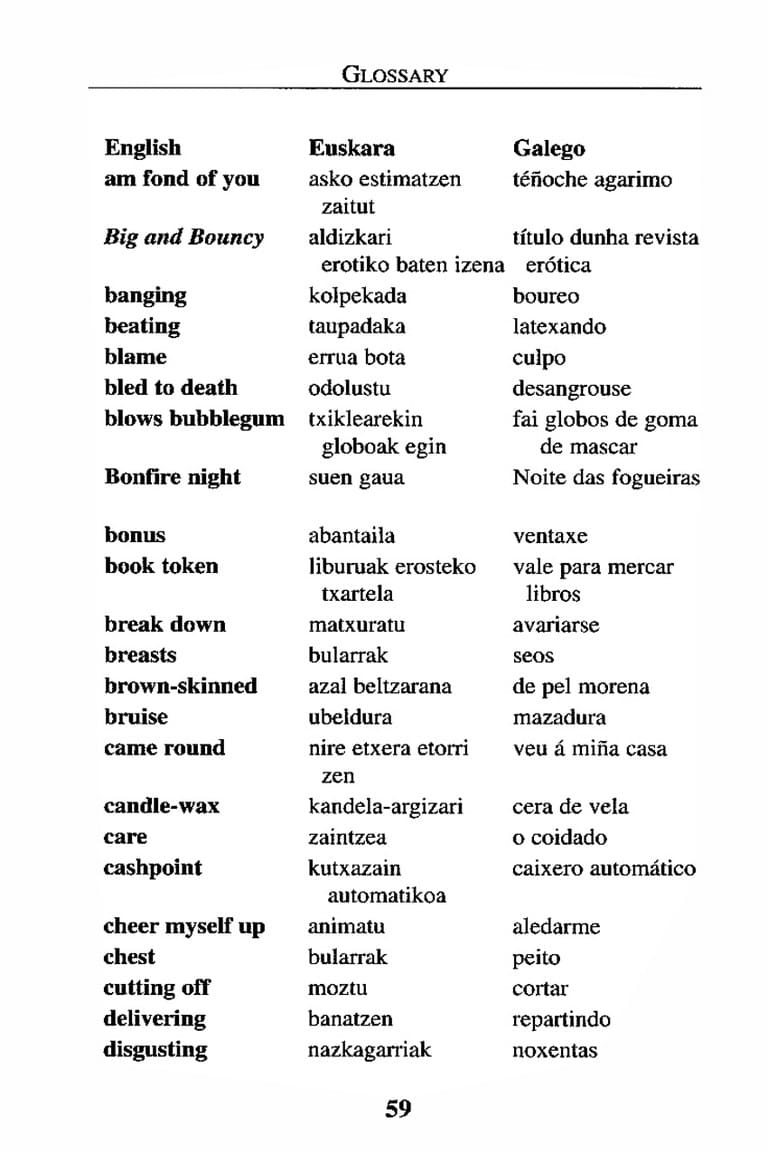 GLOSSARY
English Euskara Galego
am fond of you asko estimatzen téñoche agarimo
zaitut
Big and Bouncy aldizkari título dunha revista
erotiko baten izena erótica
banging kolpekada boureo
beating taupadaka latexando
blame errua bota culpo
bled to death odolustu desangrouse
blows bubblegum txiklearekin fai globos de goma
globoak egin de mascar
Bonfire night suen gaua Noite das fogueiras
bonus abantaila ventaxe
book token liburuak erosteko vale para mercar
txartela libros
break down matxuratu avariarse
breasts bularrak seos
brown-skinned azal beltzarana de pel morena
bruise ubeldura mazadura
came round nire etxera etorri veu á miña casa
zen
candle-wax kandela-argizari cera de vela
care zaintzea o coidado
cashpoint kutxazain caixero automático
automatikoa
cheer myself up animatu aledarme
chest bularrak peito
cutting off moztu cortar
delivering banatzen repartindo
disgusting nazkagarriak noxentas
59